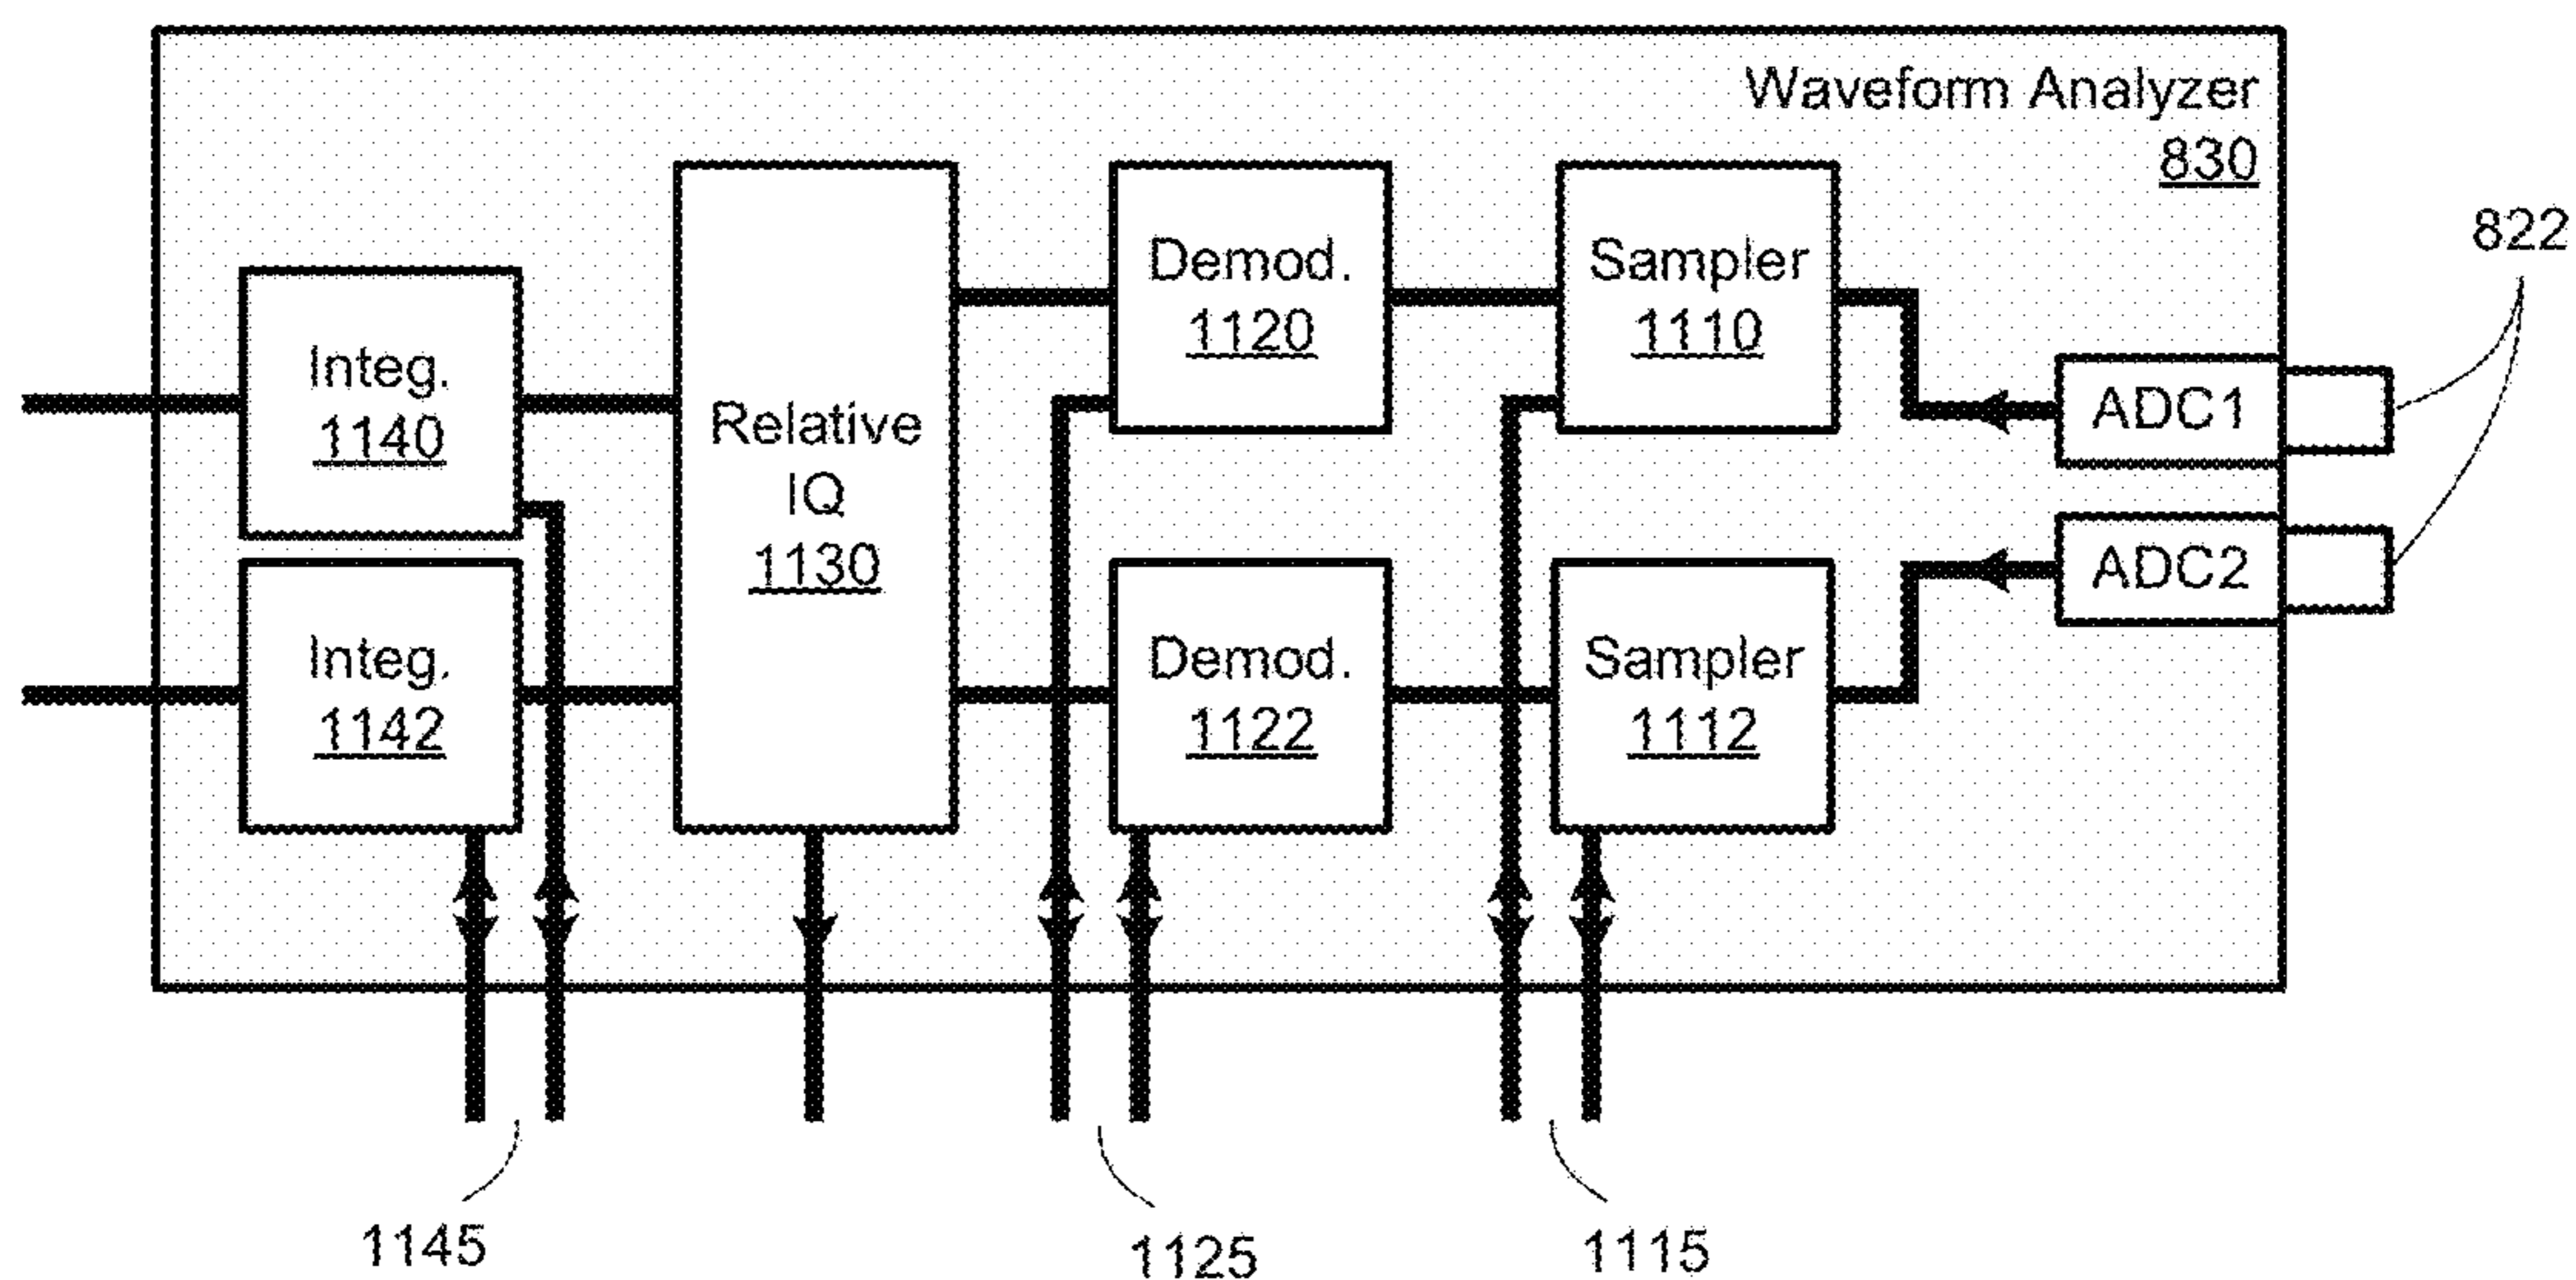 Waveform Analyzer
830
822
Demod.
1120
Sampler
1110
Integ.
1140
Relative
IQ
1130
ADC1
ADC2
Integ.
1142
Demod.
1122
Sampler
1112
1145
1125
1115